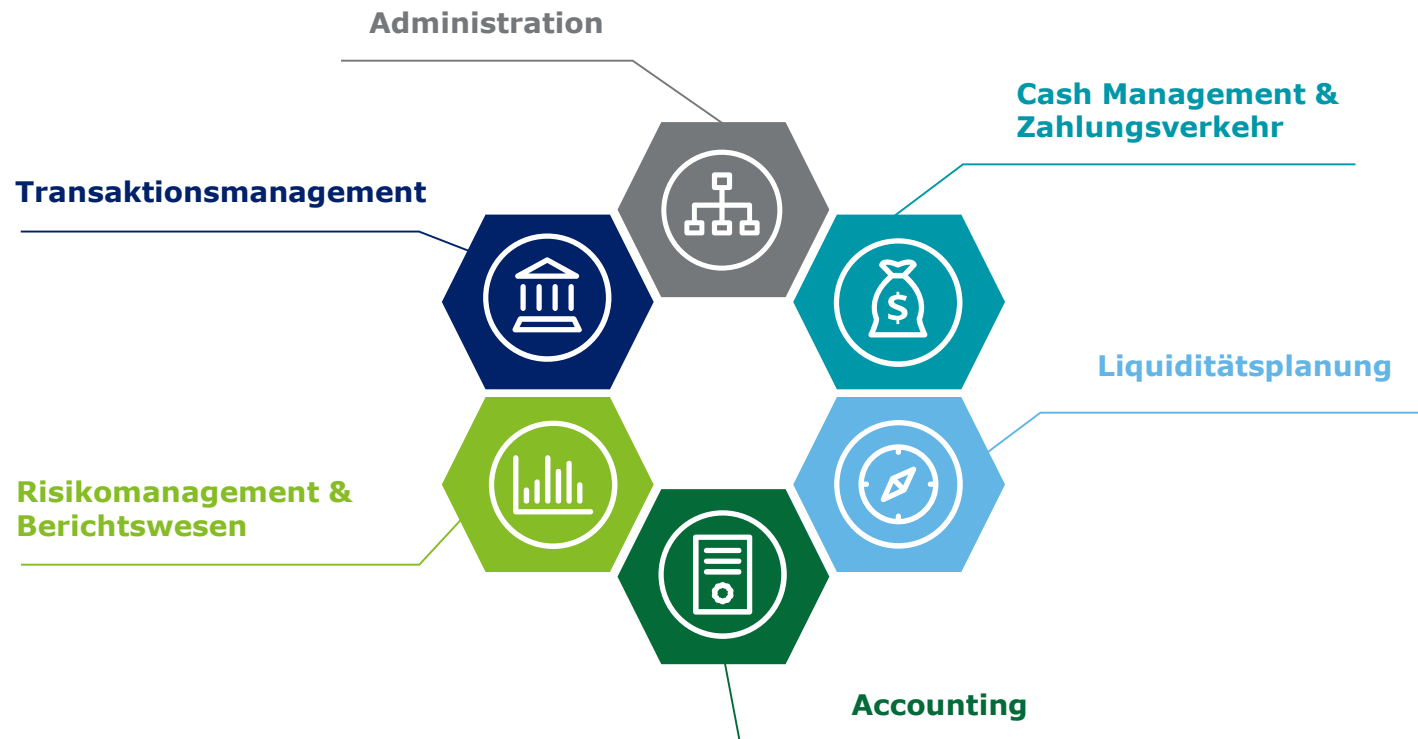 Administration
Cash Management &
Zahlungsverkehr
Transaktionsmanagement
$
Liquiditätsplanung
Risikomanagement &
Berichtswesen
Accounting